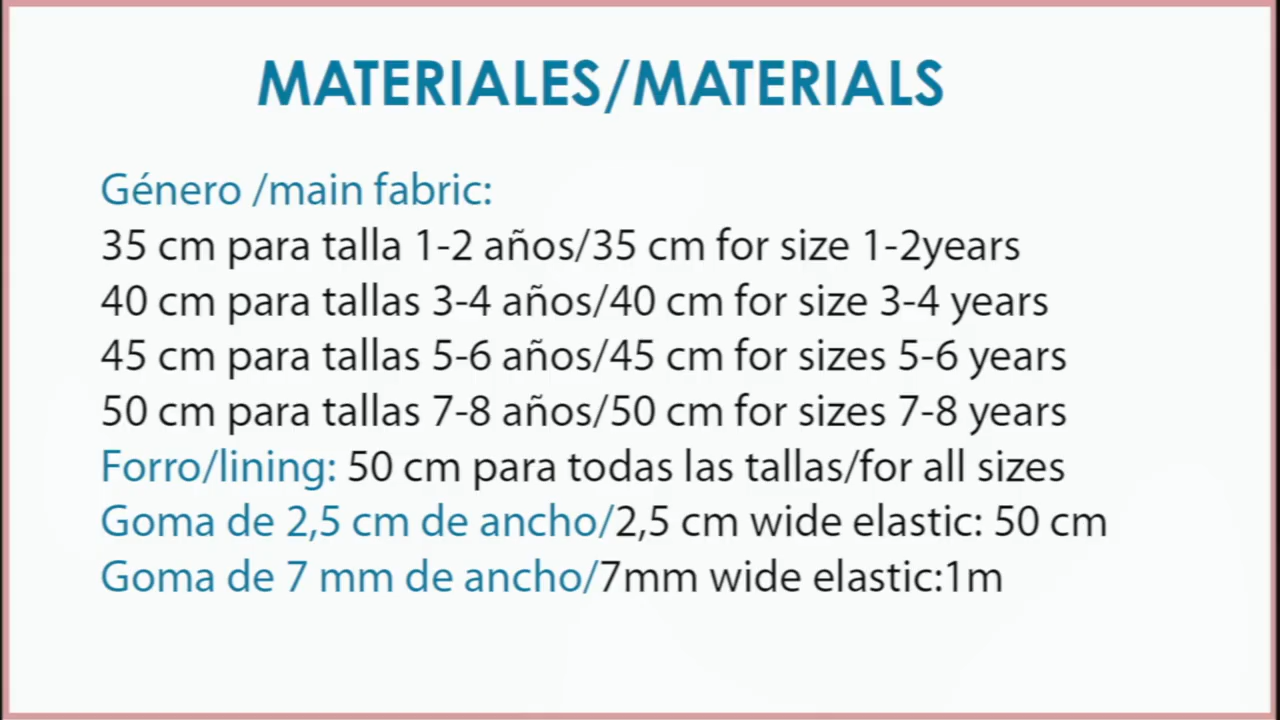 MATERIALES/MATERIALS
Género /main fabric:
35 cm para talla 1-2 años/35 cm for size 1-2years
40 cm para tallas 3-4 años/40 cm for size 3-4 years
45 cm para tallas 5-6 años/45 cm for sizes 5-6 years
50 cm para tallas 7-8 años/50 cm for sizes 7-8 years
Forro/lining: 50 cm para todas las tallas/for all sizes
Goma de 2,5 cm de ancho/2,5 cm wide elastic: 50 cm
Goma de 7 mm de ancho/7mm wide elastic:1m